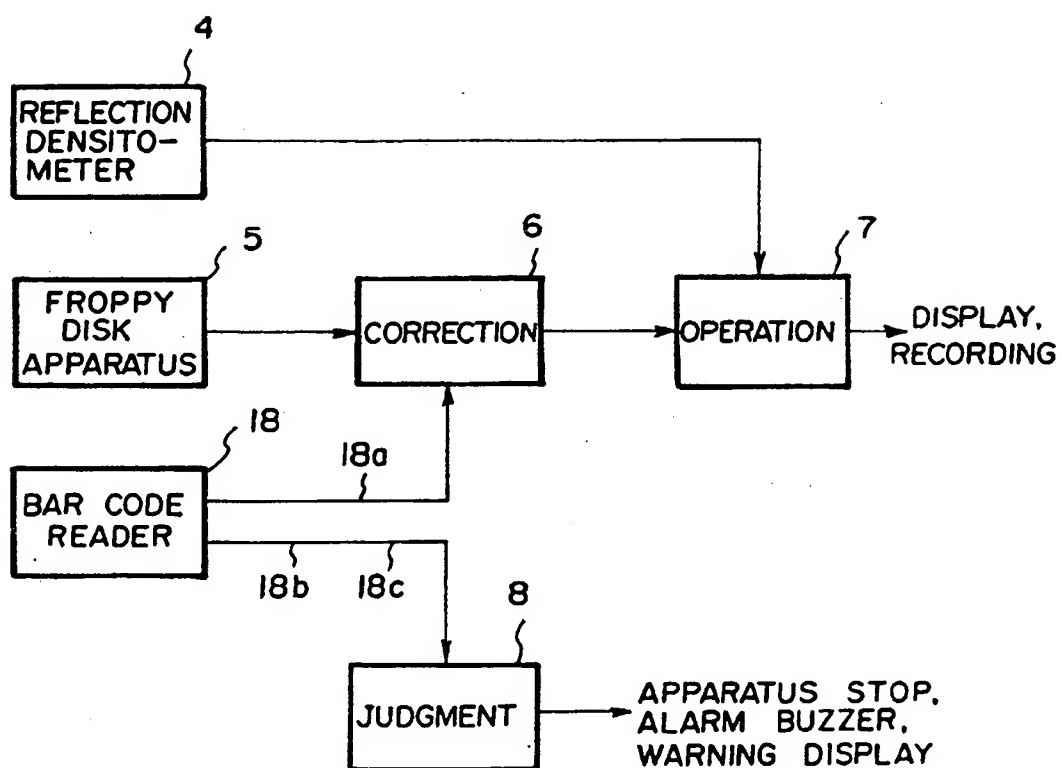 4
REFLECTION
DENSITO-
METER
5
FROPPY
DISK
APPARATUS
6
CORRECTION
7
OPERATION
DISPLAY,
RECORDING
18
BAR CODE
READER
18a
18b
18c
8
JUDGMENT
APPARATUS STOP,
ALARM BUZZER,
WARNING DISPLAY